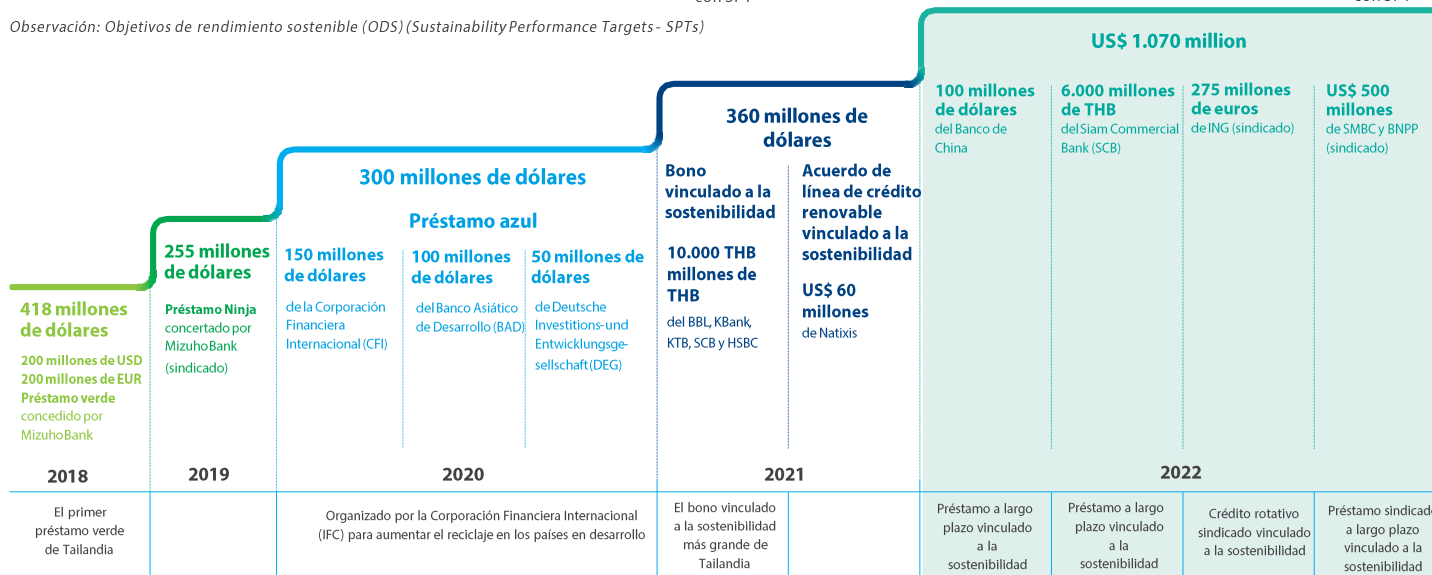 Observación: Objetivos de rendimiento sostenible (ODS) (Sustainability Performance Targets - SPTs)
418 millones
de dólares
200 millones de USD
200 millones de EUR
Préstamo verde
concedido por
Mizuho Bank
2018
El primer
préstamo verde
de Tailandia
255 millones
de dólares
Préstamo Ninja
concertado por
Mizuho Bank
(sindicado)
2019
300 millones de dólares
Préstamo azul
150 millones
de dólares
de la Corporación
Financiera
Internacional (CFI)
100 millones
de dólares
del Banco Asiático
de Desarrollo (BAD)
50 millones de
dólares
de Deutsche
Investitions-und
Entwicklungsge-
sellschaft (DEG)
2020
Organizado por la Corporación Financiera Internacional
(IFC) para aumentar el reciclaje en los países en desarrollo
360 millones de
dólares
Bono
vinculado a la
sostenibilidad
10.000 THB
millones de
THB
del BBL, KBank,
KTB, SCB y HSBC
Acuerdo de
línea de crédito
renovable
vinculado a la
sostenibilidad
US$ 60
millones
de Natixis
2021
El bono vinculado
a la sostenibilidad
más grande de
Tailandia
US$ 1.070 million
100 millones
de dólares
del Banco de
China
6.000 millones
de THB
del Siam Commercial
Bank (SCB)
275 millones
de euros
de ING (sindicado)
US$ 500
millones
de SMBC y BNPP
(sindicado)
2022
Préstamo a largo
plazo vinculado
a la
sostenibilidad
Préstamo a largo
plazo vinculado
a la
sostenibilidad
Crédito rotativo
sindicado vinculado
a la sostenibilidad
Préstamo sindicado
a largo plazo
vinculado a la
sostenibilidad